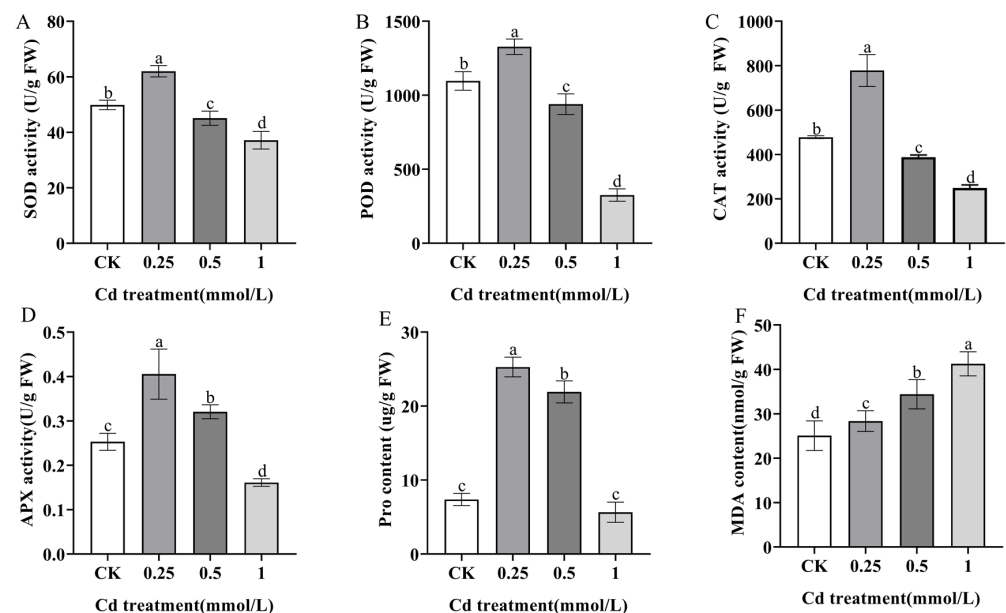 A
SOD activity (U/g FW)
80
60
40
20
0
b
a
c
d
CK 0.25 0.5 1
Cd treatment(mmol/L)
B
POD activity (U/g FW)
1500
1000
500
0
b
a
c
d
CK 0.25 0.5 1
Cd treatment(mmol/L)
C
CAT activity (U/g FW)
1000
800
600
400
200
0
b
a
c
d
CK 0.25 0.5 1
Cd treatment(mmol/L)
D
APX activity(U/g FW)
0.5
0.4
0.3
0.2
0.1
0.0
c
a
b
d
CK 0.25 0.5 1
Cd treatment(mmol/L)
E
Pro content (ug/g FW)
30
20
10
0
c
a
b
c
CK 0.25 0.5 1
Cd treatment(mmol/L)
F
MDA content(nmol/g FW)
50
40
30
20
10
0
d
c
b
a
CK 0.25 0.5 1
Cd treatment(mmol/L)